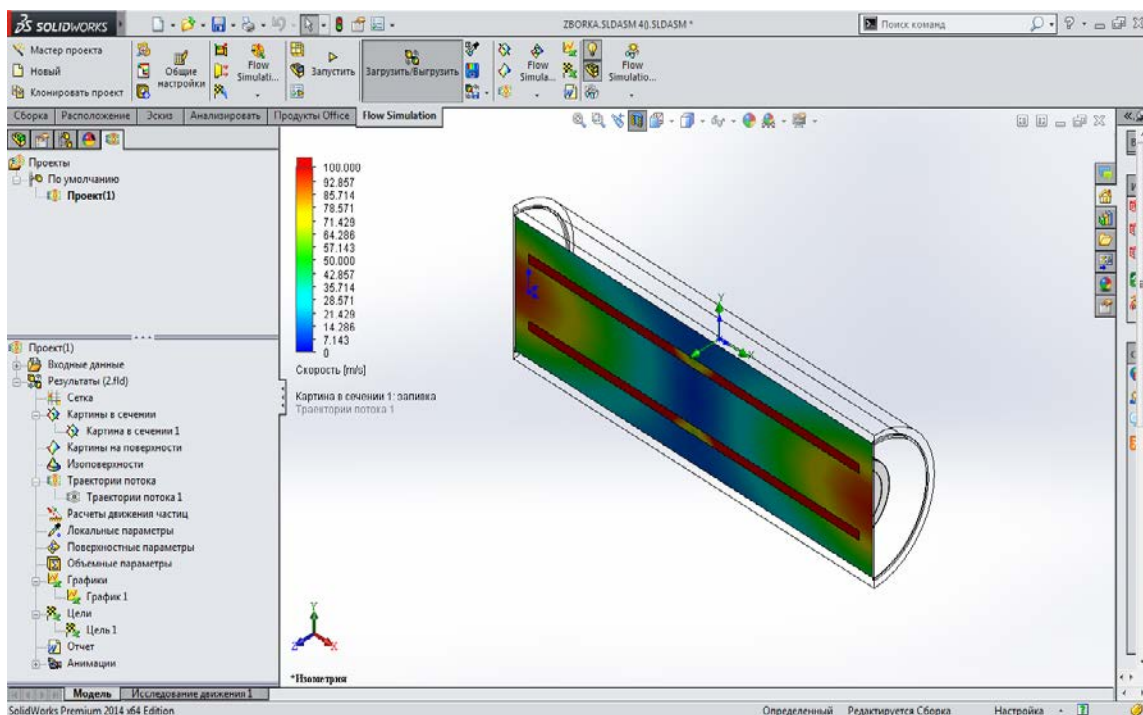 SOLIDWORKS
ZBORKA.SLDASM 40.SLDASM *
Поиск команд
Мастер проекта
Новый
Клонировать проект
Общие настройки
Flow Simulati...
Запустить
Загрузить/Выгрузить
Flow Simula...
Flow Simulatio...
Сборка
Расположение
Эскиз
Анализировать
Продукты Office
Flow Simulation
Проекты
По умолчанию
Проект(1)
100.000
92.857
85.714
78.571
71.429
64.286
57.143
50.000
42.857
35.714
28.571
21.429
14.286
7.143
0
Скорость [m/s]
Картина в сечении 1: заливка
Траектории потока 1
Y
X
Проект(1)
Входные данные
Результаты (2.fld)
Сетка
Картины в сечении
Картина в сечении 1
Картины на поверхности
Изоповерхности
Траектории потока
Траектории потока 1
Расчеты движения частиц
Локальные параметры
Поверхностные параметры
Объемные параметры
Графики
График 1
Цели
Цель 1
Отчет
Анимации
Y
Z
X
*Изометрия
Модель
Исследование движения 1
SolidWorks Premium 2014 x64 Edition
Определенный
Редактируется Сборка
Настройка